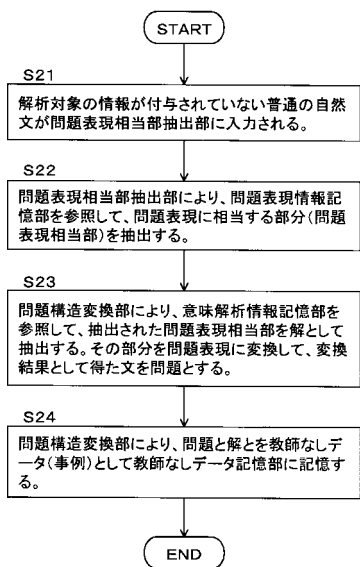 START
S21
解析対象の情報が付与されていない普通の自然
文が問題表現相当部抽出部に入力される。
S22
問題表現相当部抽出部により、問題表現情報記
憶部を参照して、問題表現に相当する部分(問題
表現相当部)を抽出する。
S23
問題構造変換部により、意味解析情報記憶部を
参照して、抽出された問題表現相当部を解として
抽出する。その部分を問題表現に変換して、変換
結果として得た文を問題とする。
S24
問題構造変換部により、問題と解とを教師なしデ
ータ(事例)として教師なしデータ記憶部に記憶す
る。
END